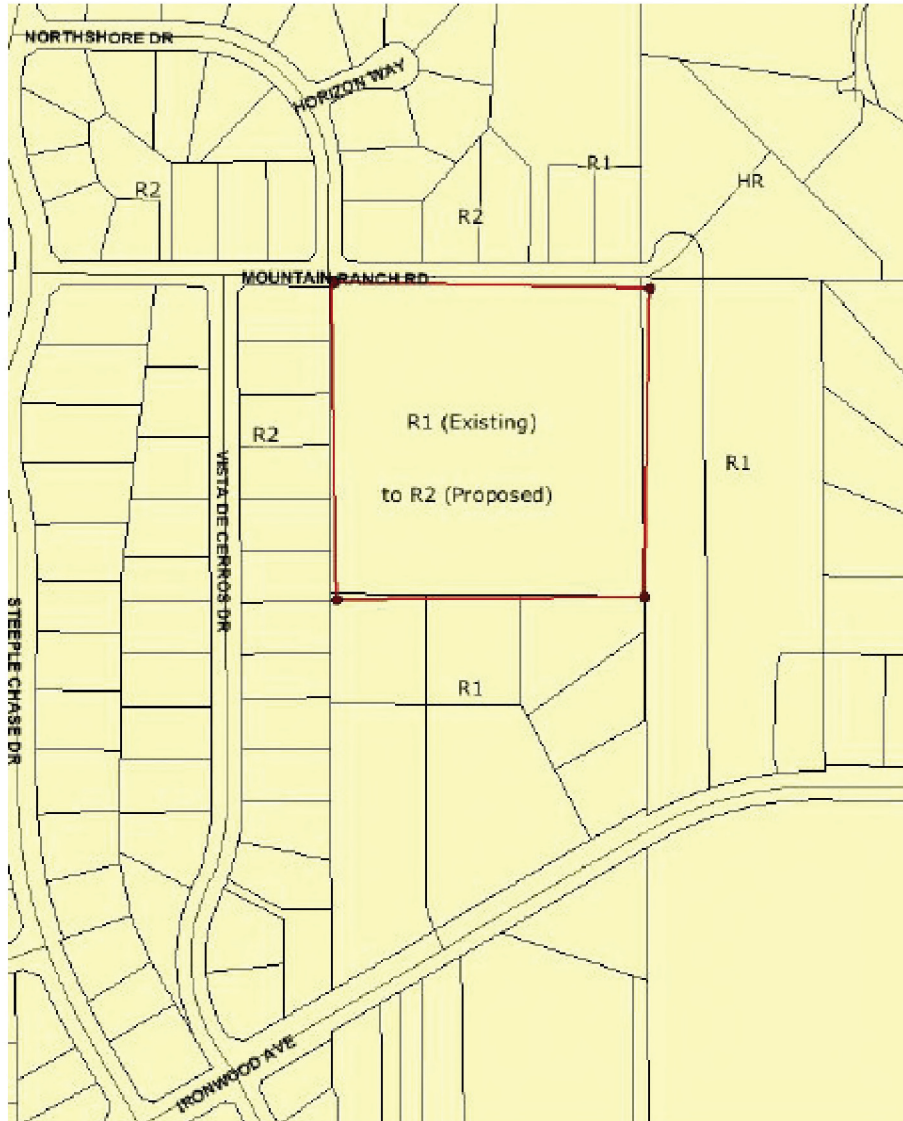 NORTHSHORE DR
HORIZON WAY
R1
HR
R2
R2
MOUNTAIN RANCH RD
R1 (Existing)
R2
R1
to R2 (Proposed)
VISTA DE CERROS DR
STEEPLE CHASE DR
R1
IRONWOOD AVE